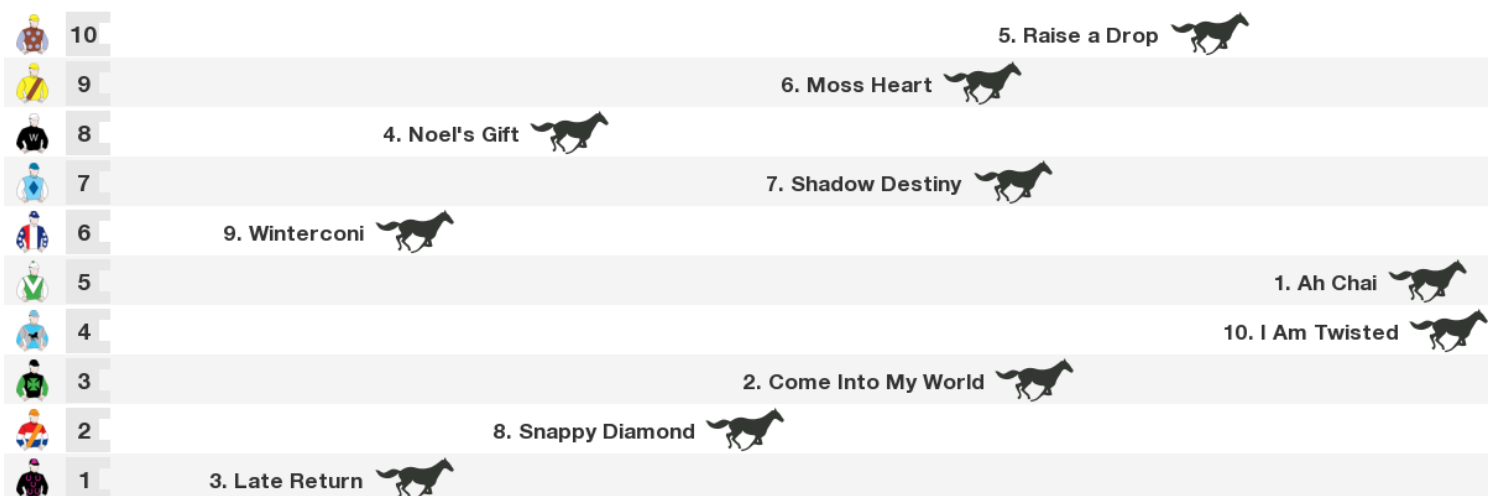 10 5. Raise a Drop
9 6. Moss Heart
W
8 4. Noel's Gift
7 7. Shadow Destiny
6 9. Winterconi
5 1. Ah Chai
4 10. I Am Twisted
3 2. Come Into My World
2 8. Snappy Diamond
1 3. Late Return